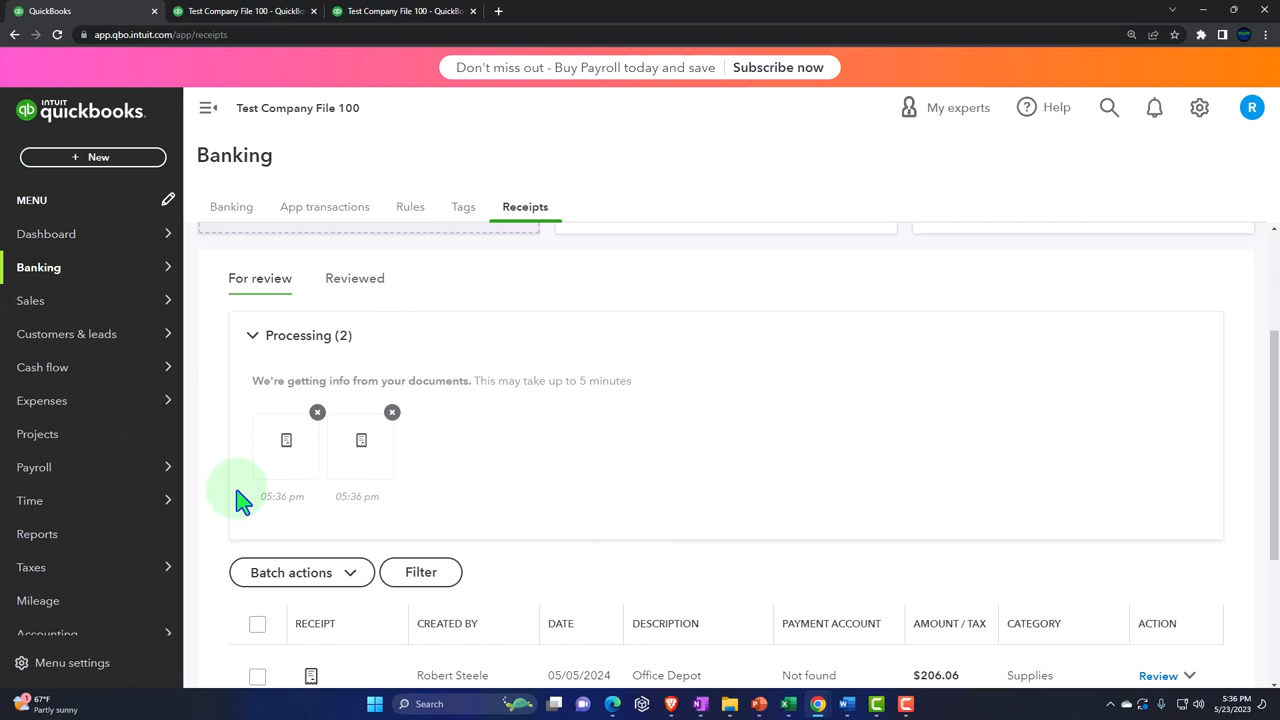 QuickBooks
Test Company File 100 - QuickBo
Test Company File 100 - QuickBo
app.qbo.intuit.com/app/receipts
Don't miss out - Buy Payroll today and save
Subscribe now
INTUIT
quickbooks.
Test Company File 100
My experts
Help
R
+ New
Banking
MENU
Banking
App transactions
Rules
Tags
Receipts
Dashboard
Banking
Sales
Customers & leads
Cash flow
Expenses
Projects
Payroll
Time
Reports
Taxes
Mileage
Accounting
Menu settings
For review
Reviewed
Processing (2)
We're getting info from your documents. This may take up to 5 minutes
05:36 pm
05:36 pm
Batch actions
Filter
RECEIPT
CREATED BY
DATE
DESCRIPTION
PAYMENT ACCOUNT
AMOUNT / TAX
CATEGORY
ACTION
Robert Steele
05/05/2024
Office Depot
Not found
$206.06
Supplies
Review
67°F
Partly sunny
Search
5:36 PM
5/23/2023